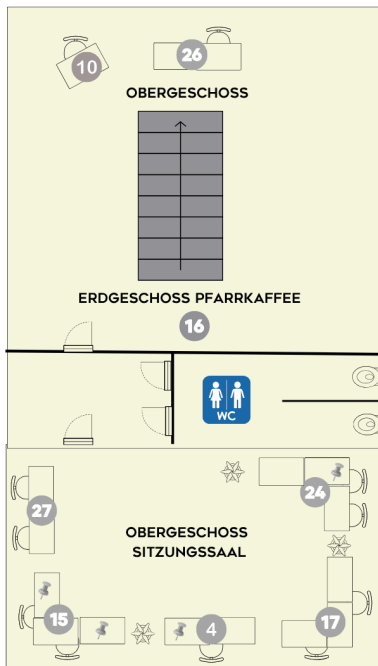 10
26
OBERGESCHOSS
ERDGESCHOSS PFARRKAFFEE
16
WC
24
27
OBERGESCHOSS
SITZUNGSSAAL
15
4
17